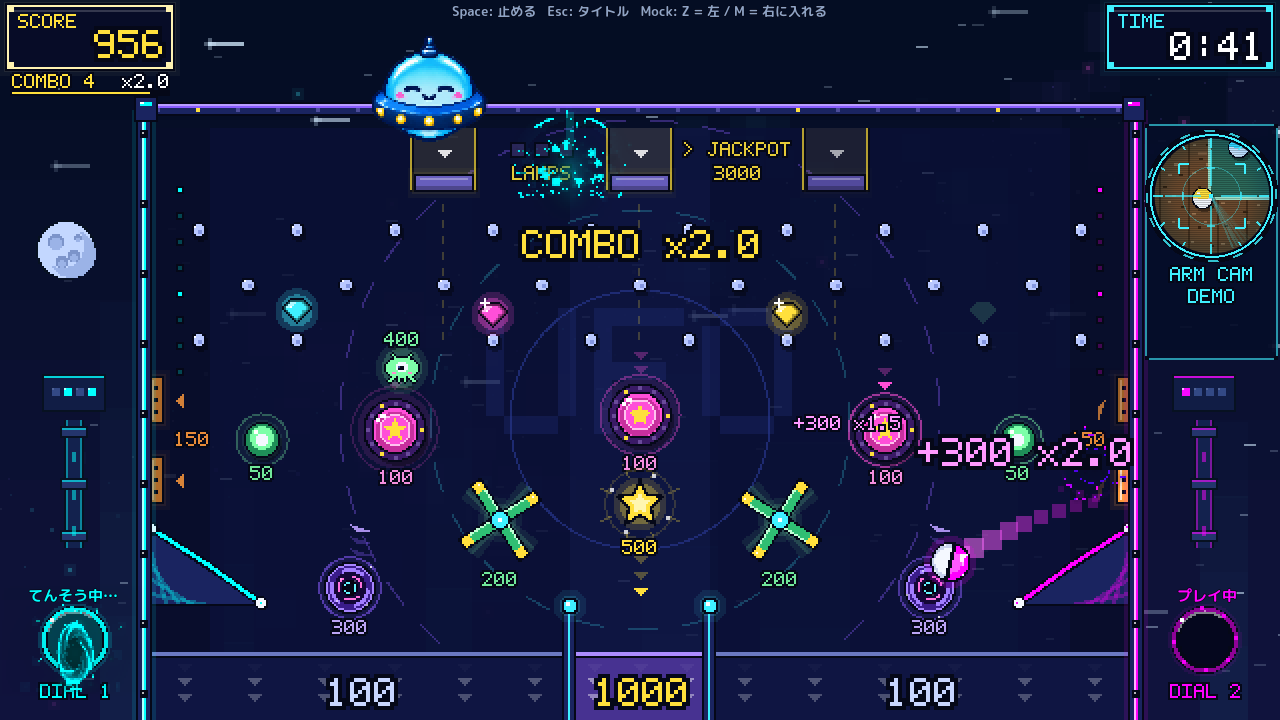 Space: 止める Esc: タイトル Mock: Z = 左 / M = 右に入れる
SCORE
956
COMBO 4 x2.0
TIME
0:41
LAMPS
> JACKPOT
3000
COMBO x2.0
ARM CAM
DEMO
400
150
50
100
100
+300 x1.5
100
+300 x2.0
50
500
200
200
300
300
てんそう中…
DIAL 1
プレイ中
DIAL 2
100
1000
100